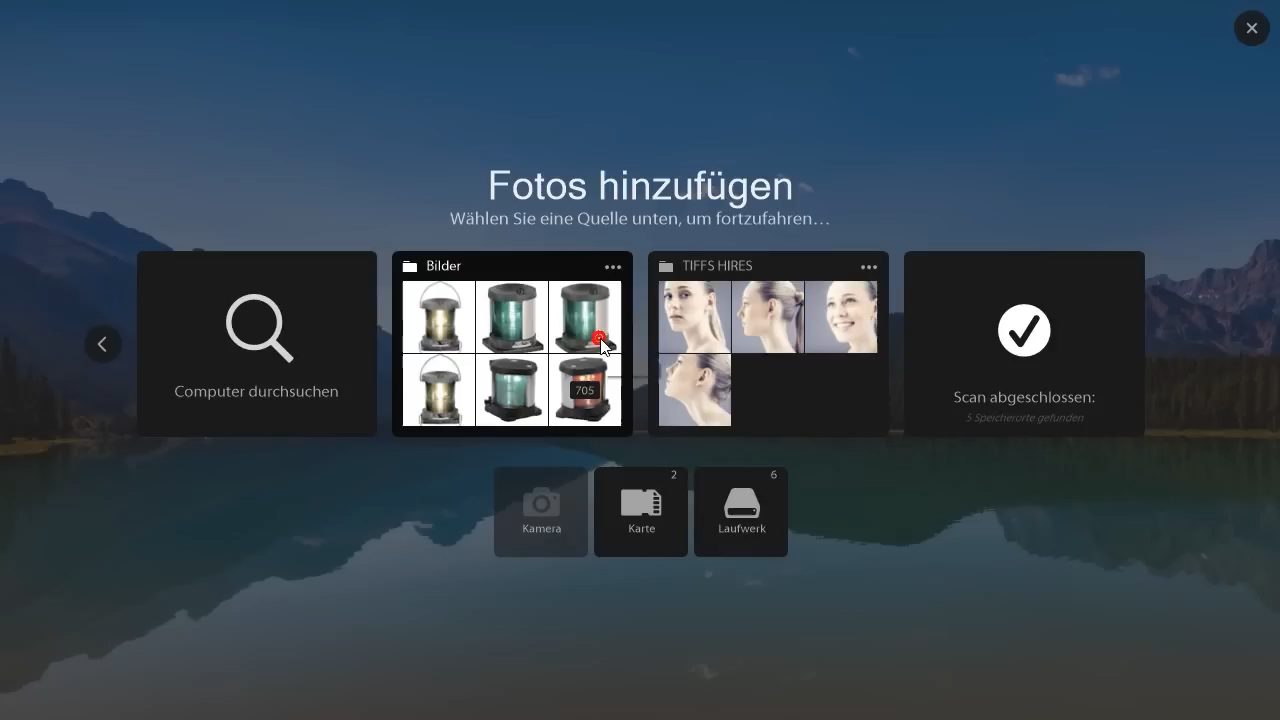 Fotos hinzufügen
Wählen Sie eine Quelle unten, um fortzufahren…
Computer durchsuchen
Bilder
705
TIFFS HIRES
Scan abgeschlossen:
5 Speicherorte gefunden
Kamera
2
Karte
6
Laufwerk